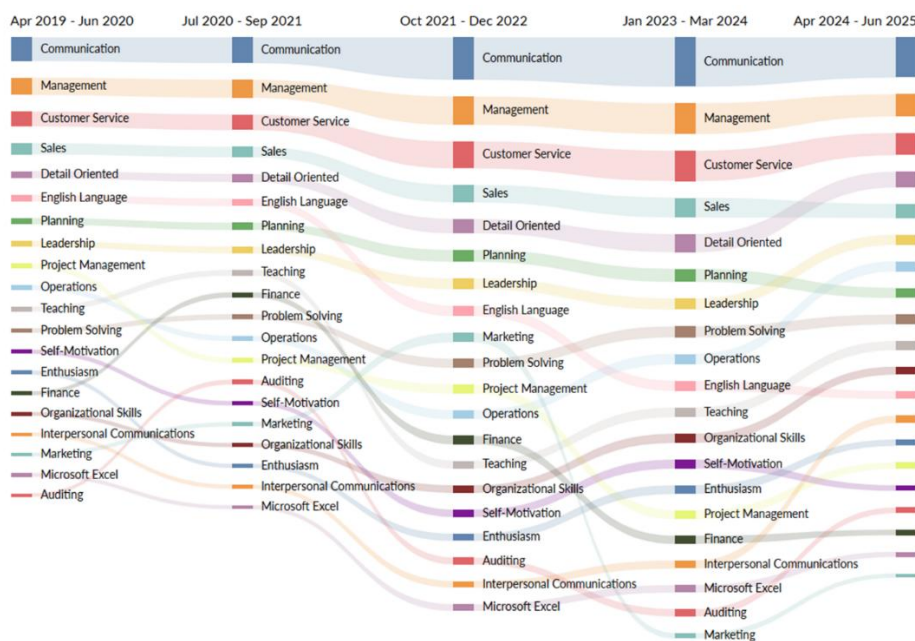 Apr 2019 - Jun 2020
Jul 2020 - Sep 2021
Oct 2021 - Dec 2022
Jan 2023 - Mar 2024
Apr 2024 - Jun 2025
Communication
Management
Customer Service
Sales
Detail Oriented
English Language
Planning
Leadership
Project Management
Operations
Teaching
Problem Solving
Self-Motivation
Enthusiasm
Finance
Organizational Skills
Interpersonal Communications
Marketing
Microsoft Excel
Auditing
Communication
Management
Customer Service
Sales
Detail Oriented
English Language
Planning
Leadership
Teaching
Finance
Problem Solving
Operations
Project Management
Auditing
Self-Motivation
Marketing
Organizational Skills
Enthusiasm
Interpersonal Communications
Microsoft Excel
Communication
Management
Customer Service
Sales
Detail Oriented
Planning
Leadership
English Language
Marketing
Problem Solving
Project Management
Operations
Finance
Teaching
Organizational Skills
Self-Motivation
Enthusiasm
Auditing
Interpersonal Communications
Microsoft Excel
Communication
Management
Customer Service
Sales
Detail Oriented
Planning
Leadership
Problem Solving
Operations
English Language
Teaching
Organizational Skills
Self-Motivation
Enthusiasm
Project Management
Finance
Interpersonal Communications
Microsoft Excel
Auditing
Marketing